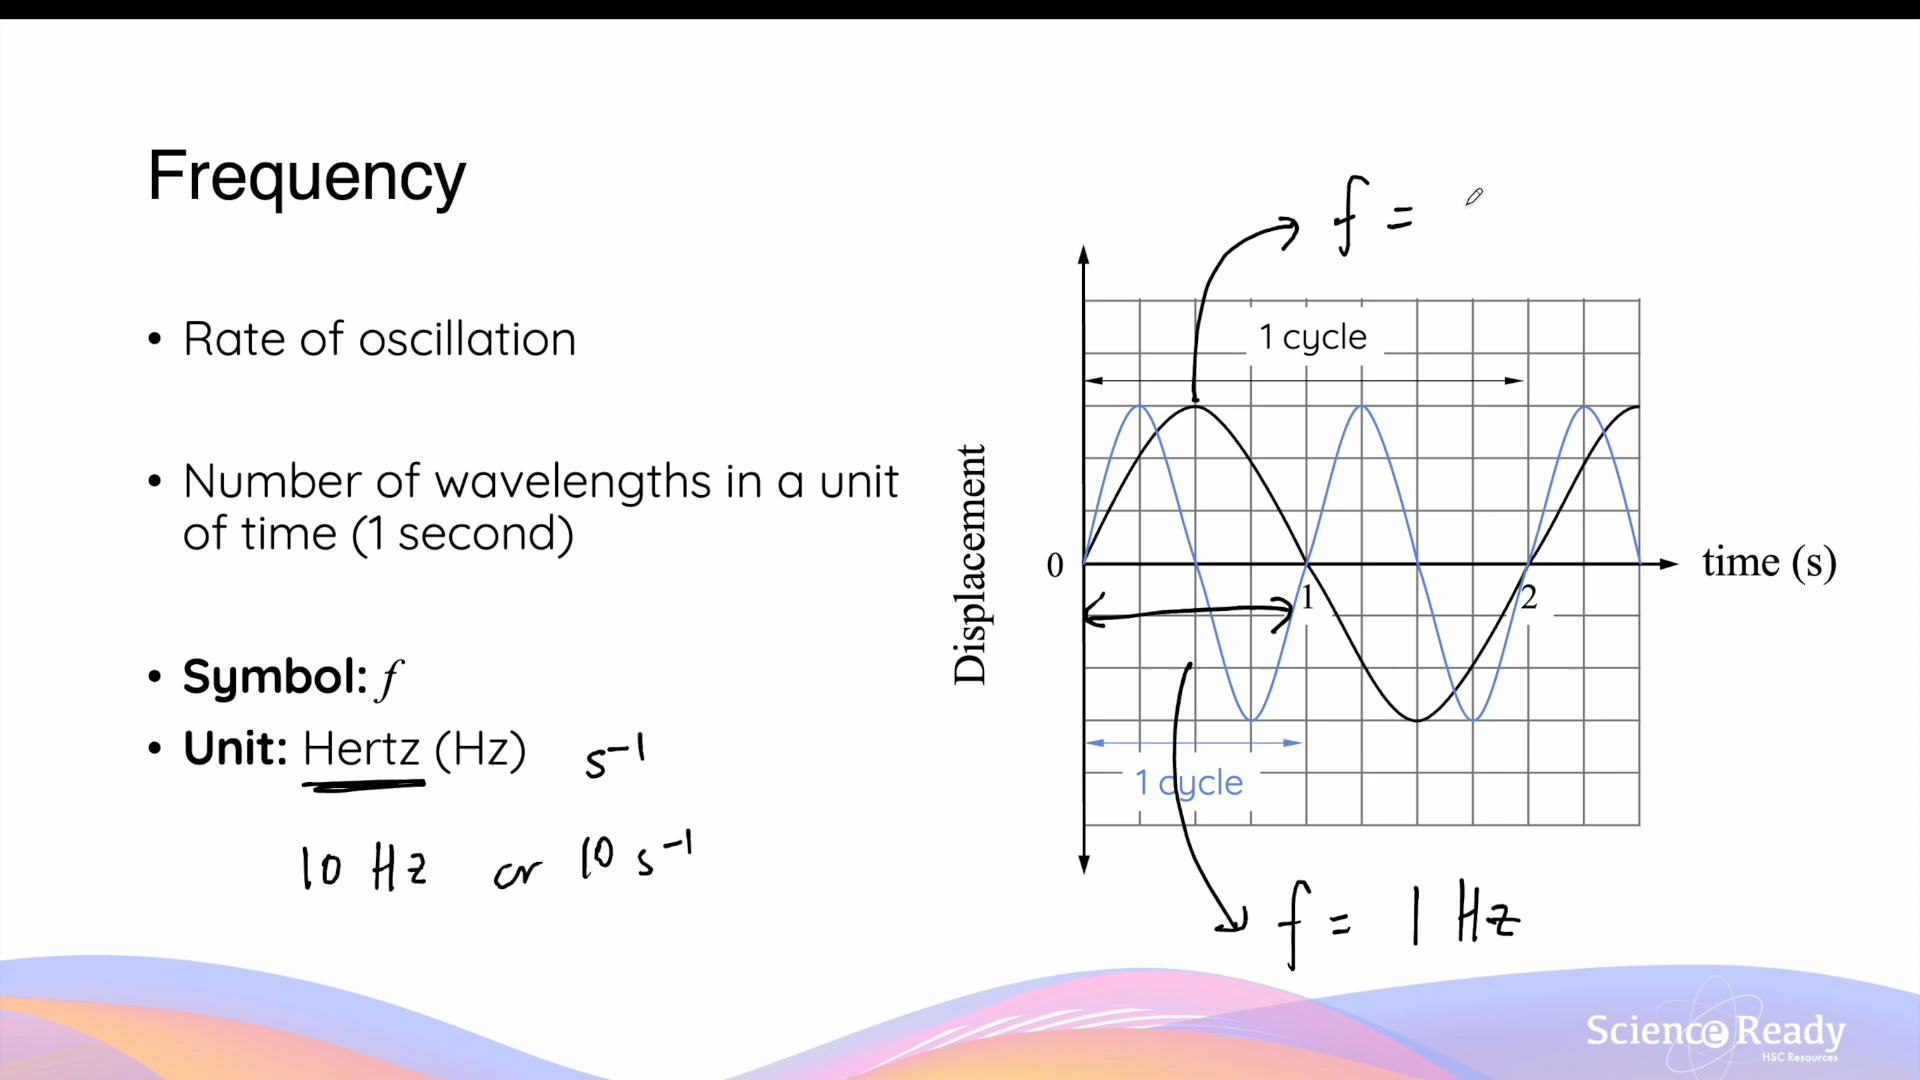 Frequency
• Rate of oscillation
• Number of wavelengths in a unit
of time (1 second)
• Symbol: f
• Unit: Hertz (Hz) s⁻¹
10 Hz or 10 s⁻¹
f =
1 cycle
Displacement
0
1
2
time (s)
1 cycle
f = 1 Hz
Science Ready
HSC Resources